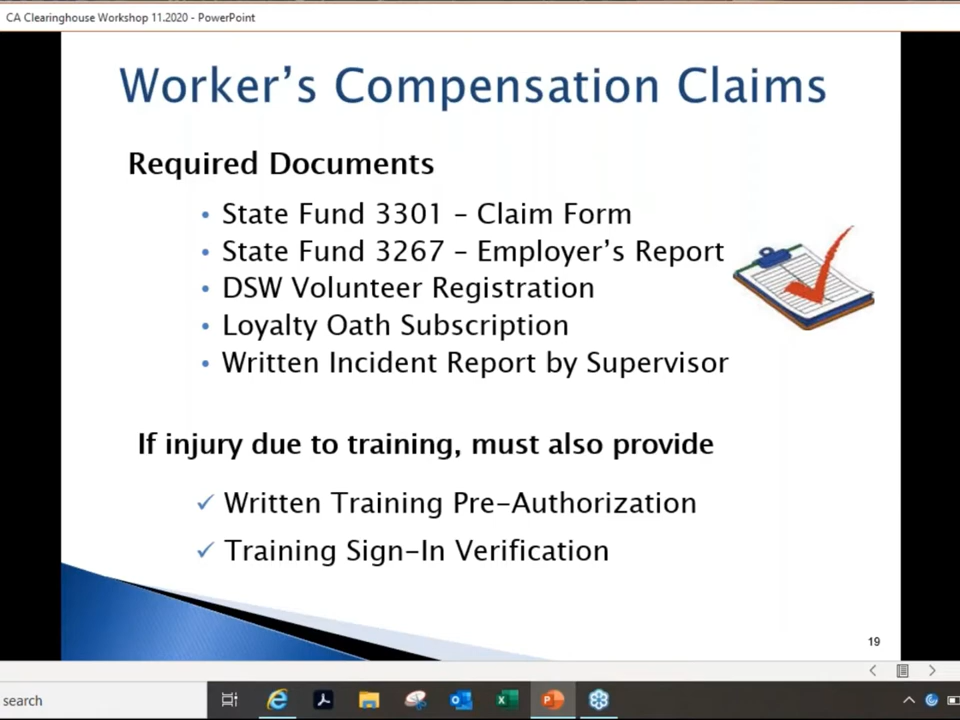 CA Clearinghouse Workshop 11.2020 - PowerPoint
Worker's Compensation Claims
Required Documents
• State Fund 3301 – Claim Form
• State Fund 3267 – Employer's Report
• DSW Volunteer Registration
• Loyalty Oath Subscription
• Written Incident Report by Supervisor
If injury due to training, must also provide
✓ Written Training Pre-Authorization
✓ Training Sign-In Verification
19
search